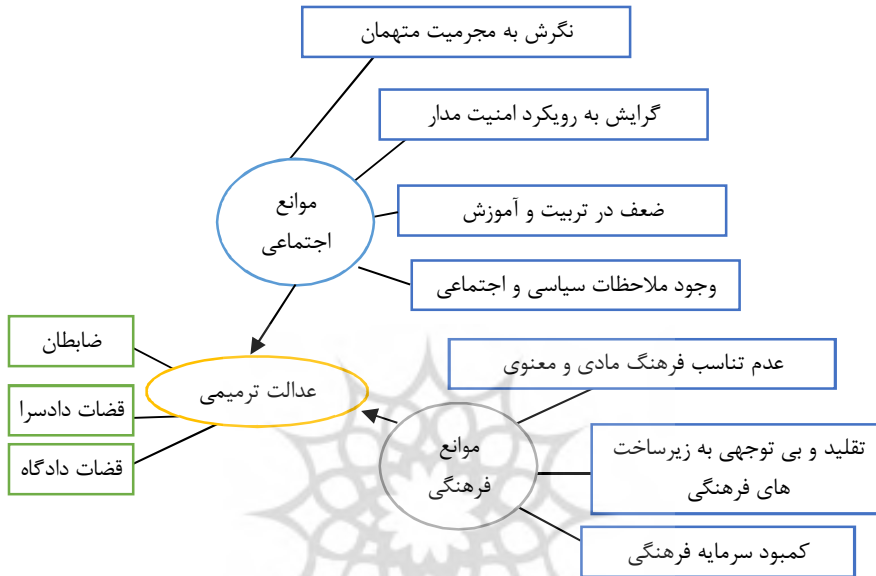 نگرش به مجرمیت متهمان
گرایش به رویکرد امنیت مدار
موانع
اجتماعی
ضعف در تربیت و آموزش
وجود ملاحظات سیاسی و اجتماعی
ضابطان
عدم تناسب فرهنگ مادی و معنوی
عدالت ترمیمی
قضات دادسرا
موانع
فرهنگی
تقلید و بی توجهی به زیرساخت
های فرهنگی
قضات دادگاه
کمبود سرمایه فرهنگی